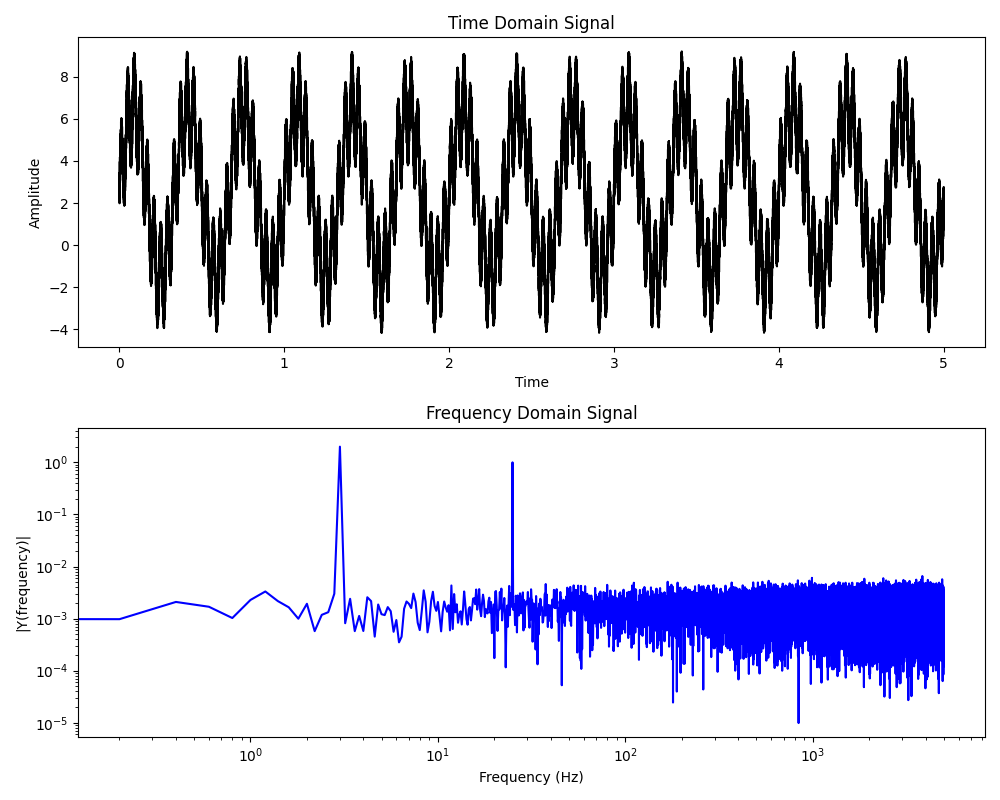 Time Domain Signal
Amplitude
8
6
4
2
0
−2
−4
0 1 2 3 4 5
Time
Frequency Domain Signal
|Y(frequency)|
10⁰
10⁻¹
10⁻²
10⁻³
10⁻⁴
10⁻⁵
10⁰ 10¹ 10² 10³
Frequency (Hz)